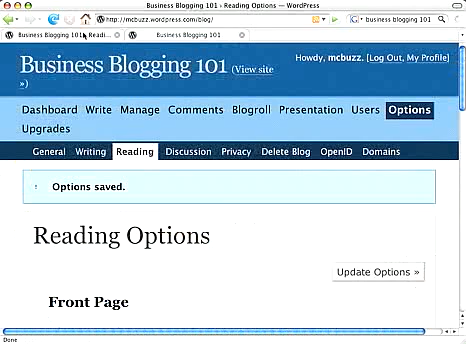 Business Blogging 101 › Reading Options — WordPress
http://mcbuzz.wordpress.com/blog/
business blogging 101
Business Blogging 101 › Readi...
Business Blogging 101
Howdy, mcbuzz. [Log Out, My Profile]
Business Blogging 101 (View site
»)
Dashboard Write Manage Comments Blogroll Presentation Users Options
Upgrades
General Writing Reading Discussion Privacy Delete Blog OpenID Domains
Options saved.
Reading Options
Update Options »
Front Page
Done